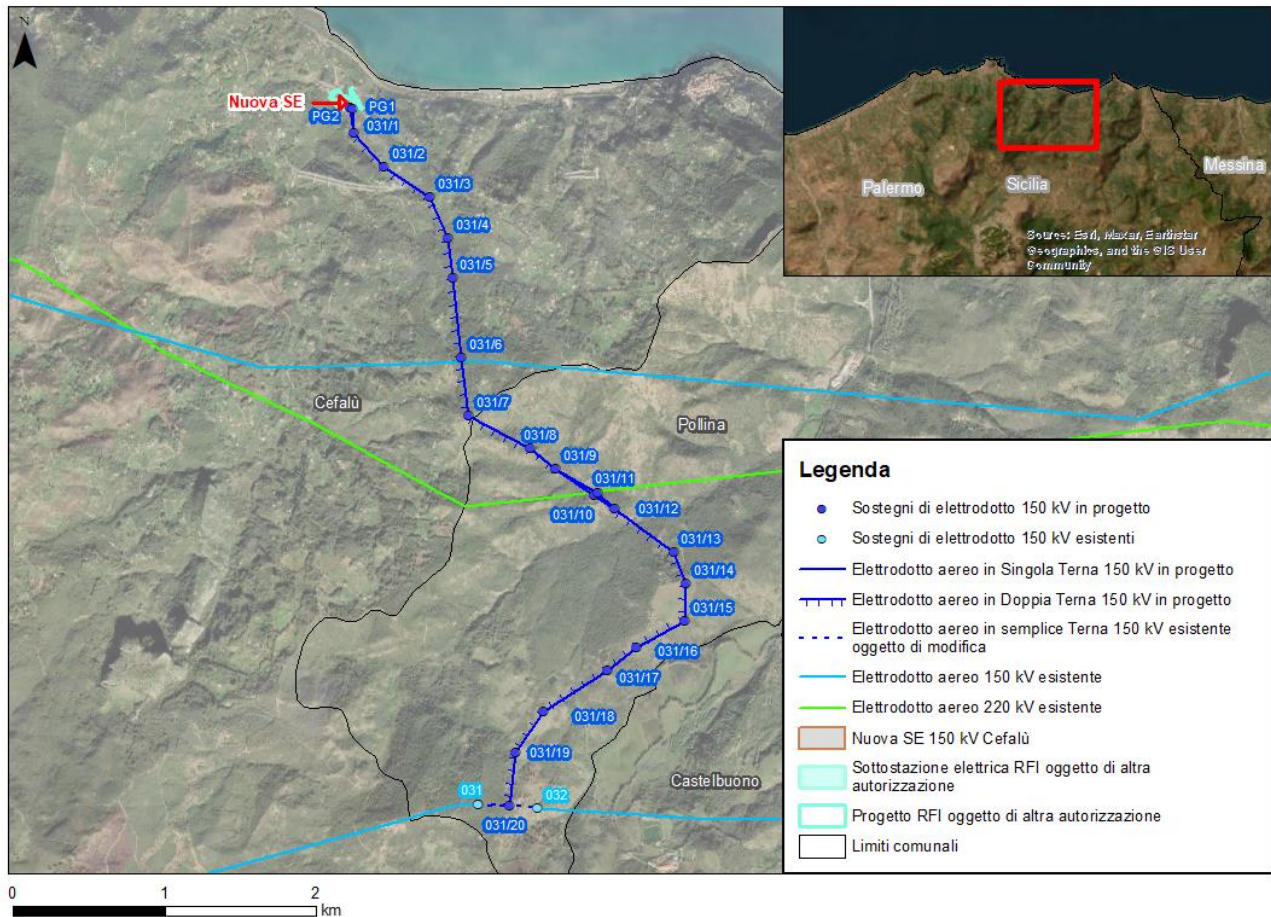 N
Nuova SE
PG1
PG2
031/1
031/2
031/3
031/4
031/5
031/6
031/7
Cefalù
Pollina
031/8
031/9
031/11
031/10
031/12
031/13
031/14
031/15
031/16
031/17
031/18
031/19
Castelbuono
031
032
031/20
Palermo
Sicilia
Messina
Source: Esri, Maxar, Earthstar
Geographics, and the GIS User
Community
Legenda
Sostegni di elettrodotto 150 kV in progetto
Sostegni di elettrodotto 150 kV esistenti
Elettrodotto aereo in Singola Terna 150 kV in progetto
Elettrodotto aereo in Doppia Terna 150 kV in progetto
Elettrodotto aereo in semplice Terna 150 kV esistente
oggetto di modifica
Elettrodotto aereo 150 kV esistente
Elettrodotto aereo 220 kV esistente
Nuova SE 150 kV Cefalù
Sottostazione elettrica RFI oggetto di altra
autorizzazione
Progetto RFI oggetto di altra autorizzazione
Limiti comunali
0 1 2
km